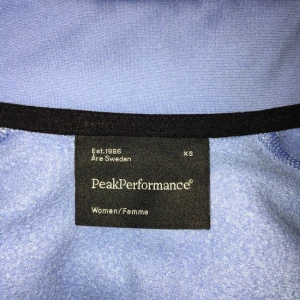 Est.1986
Åre Sweden XS
PeakPerformance®
Women/Femme